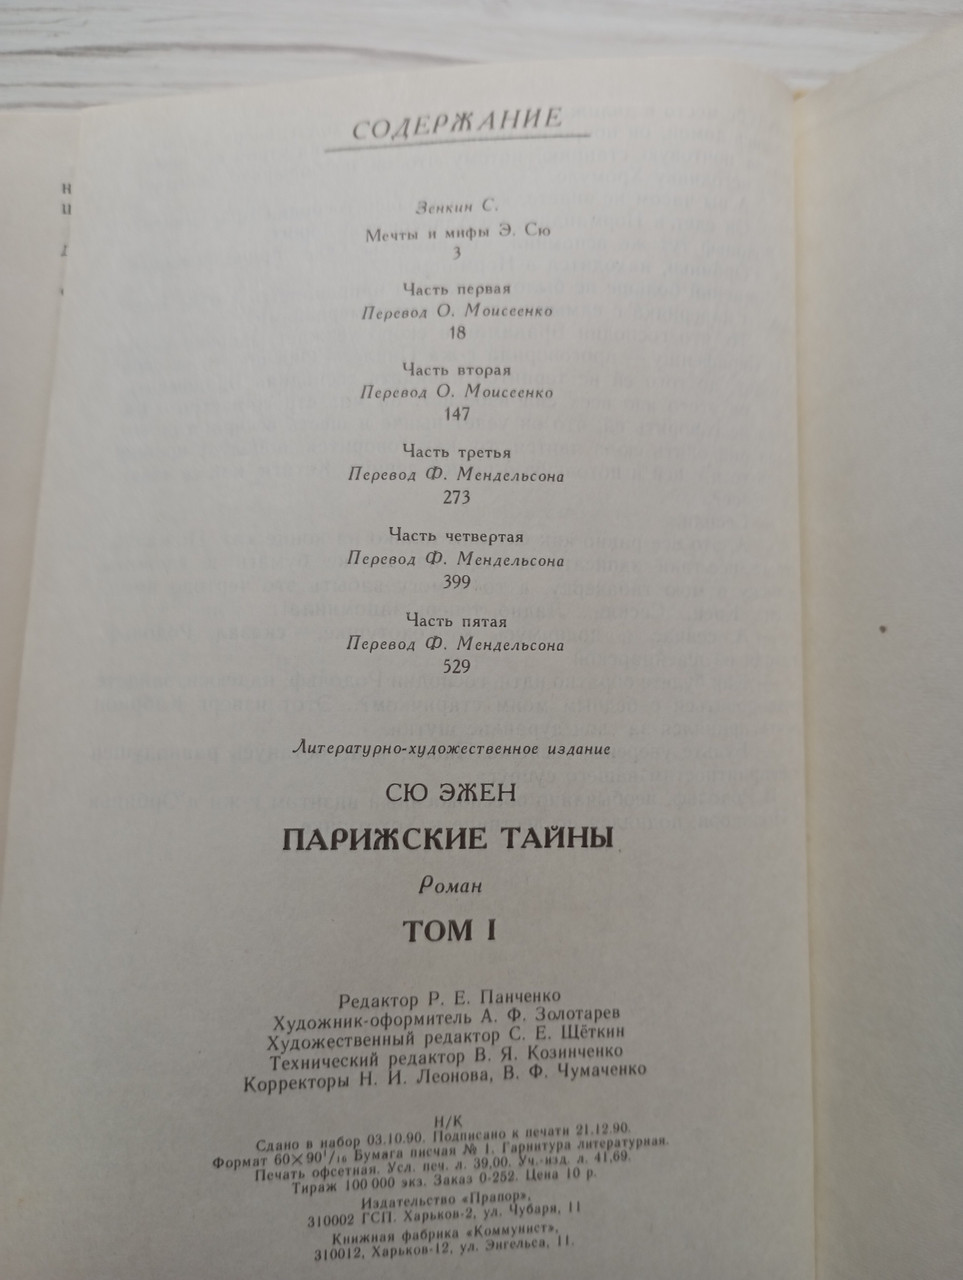 СОДЕРЖАНИЕ
Зенкин С.
Мечты и мифы Э. Сю
3
Часть первая
Перевод О. Моисеенко
18
Часть вторая
Перевод О. Моисеенко
147
Часть третья
Перевод Ф. Мендельсона
273
Часть четвертая
Перевод Ф. Мендельсона
399
Часть пятая
Перевод Ф. Мендельсона
529
Литературно-художественное издание
СЮ ЭЖЕН
ПАРИЖСКИЕ ТАЙНЫ
Роман
ТОМ I
Редактор Р. Е. Панченко
Художник-оформитель А. Ф. Золотарев
Художественный редактор С. Е. Щёткин
Технический редактор В. Я. Козинченко
Корректоры Н. И. Леонова, В. Ф. Чумаченко
Н/К
Сдано в набор 03.10.90. Подписано к печати 21.12.90.
Формат 60×90 1/16 Бумага писчая № 1. Гарнитура литературная.
Печать офсетная. Усл. печ. л. 39,00. Уч.-изд. л. 41,69.
Тираж 100 000 экз. Заказ 0-252. Цена 10 р.
Издательство «Прапор»,
310002 ГСП. Харьков-2, ул. Чубаря, 11
Книжная фабрика «Коммунист»,
310012, Харьков-12, ул. Энгельса, 11.